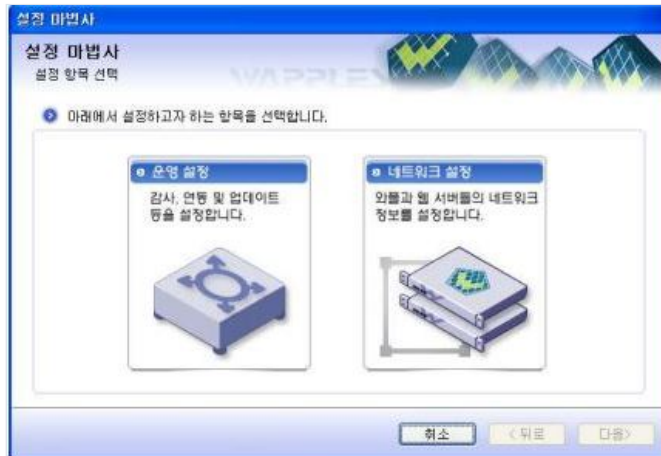 설정 마법사
설정 마법사
설정 항목 선택
WAPPLES
아래에서 설정하고자 하는 항목을 선택합니다.
운영 설정
감사, 연동 및 업데이트
등을 설정합니다.
네트워크 설정
와플과 웹 서버들의 네트워크
정보를 설정합니다.
취소
<뒤로
다음>